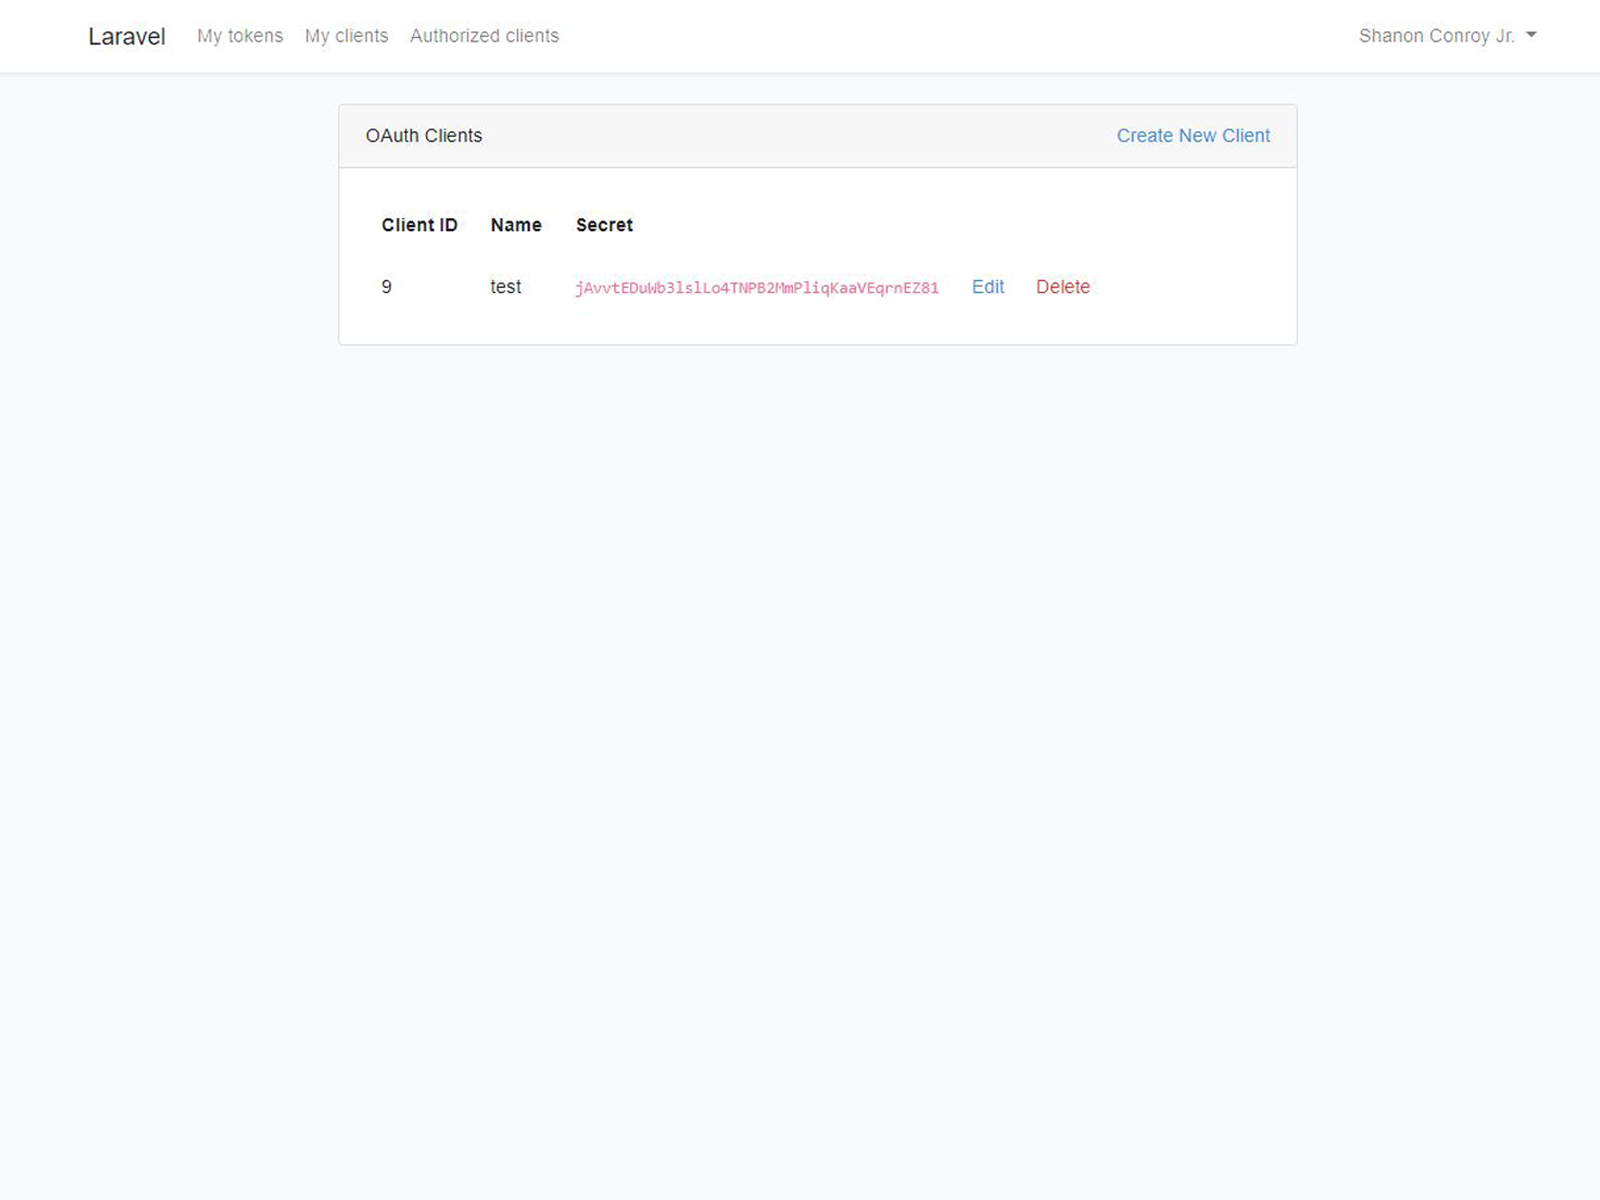 Laravel My tokens My clients Authorized clients Shanon Conroy Jr.
OAuth Clients Create New Client
Client ID Name Secret
9 test jAvvtEDuWb3lslLo4TNPB2MmPliqKaaVEqrnEZ81 Edit Delete